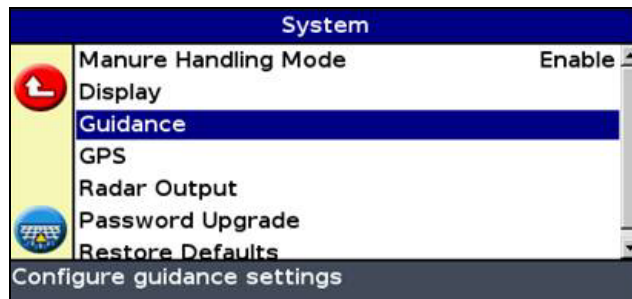 System
Manure Handling Mode Enable
Display
Guidance
GPS
Radar Output
Password Upgrade
Restore Defaults
Configure guidance settings